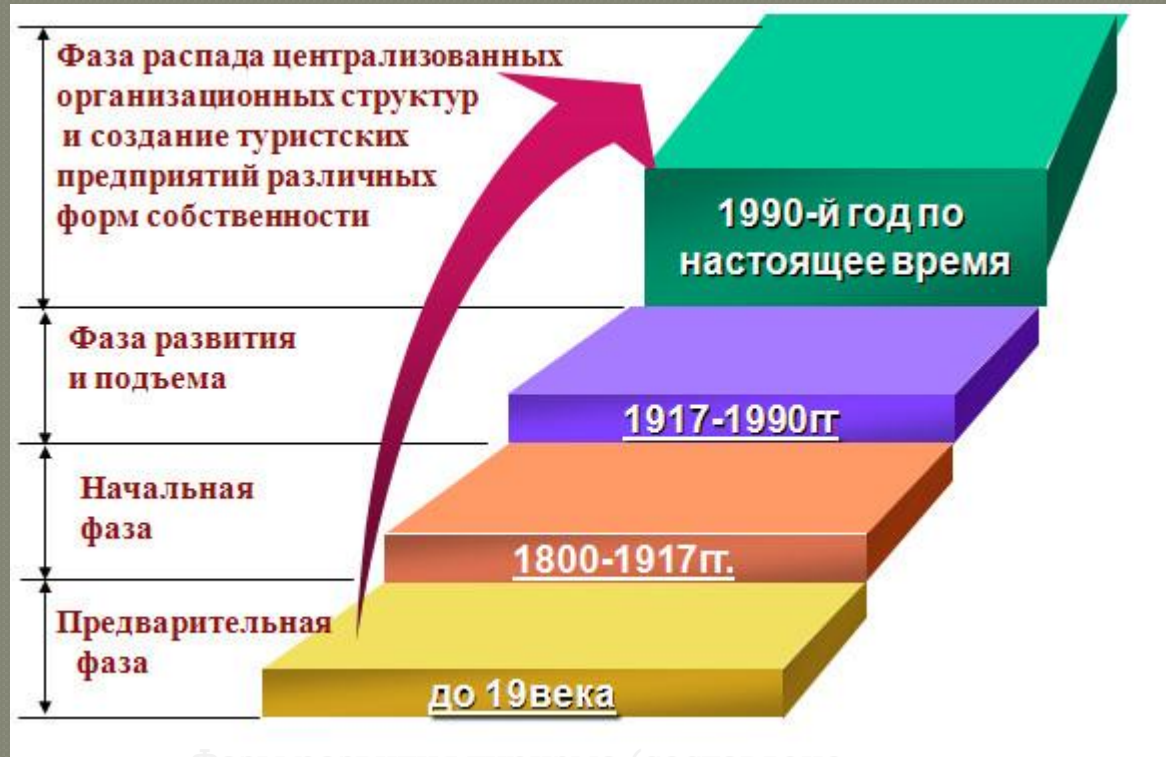 Фаза распада централизованных
организационных структур
и создание туристских
предприятий различных
форм собственности
1990-й год по
настоящее время
Фаза развития
и подъема
1917-1990гг
Начальная
фаза
1800-1917гг.
Предварительная
фаза
до 19века